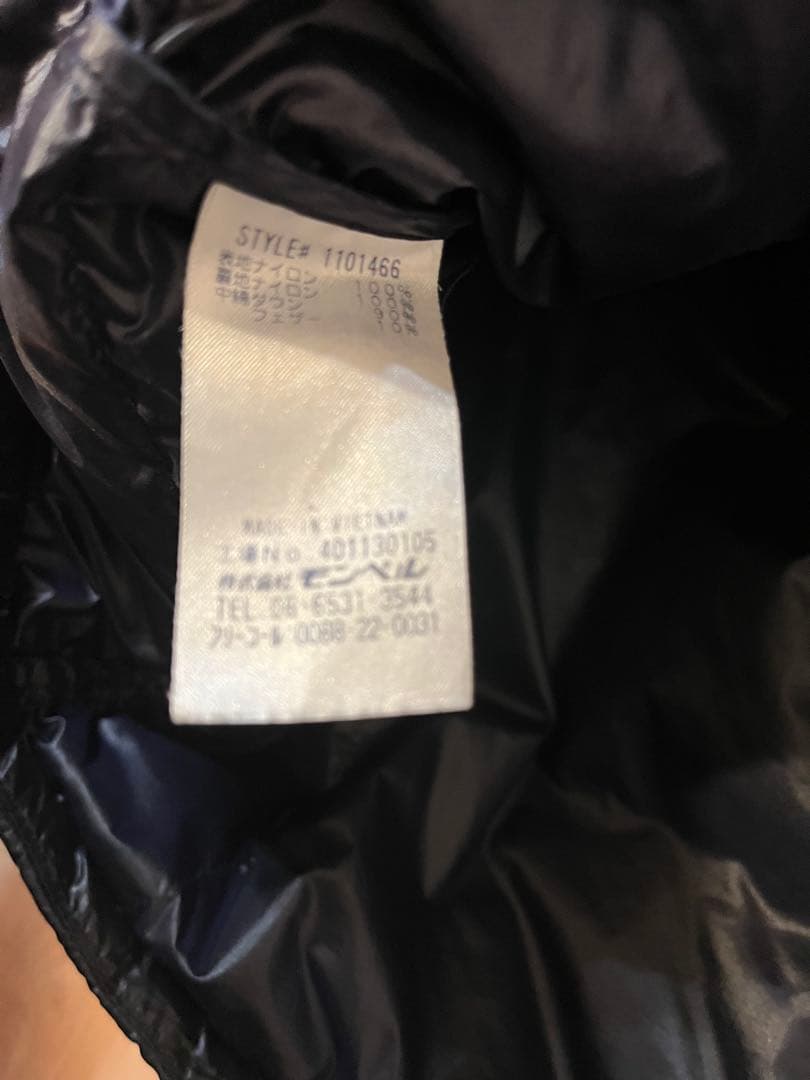 STYLE# 1101466
表地ナイロン 100%
裏地ナイロン 100%
中綿ダウン 90%
フェザー 10%
MADE IN VIETNAM
工場No. 401130105
株式会社 モンベル
TEL 06-6531-3544
フリーコール 0088-22-0031